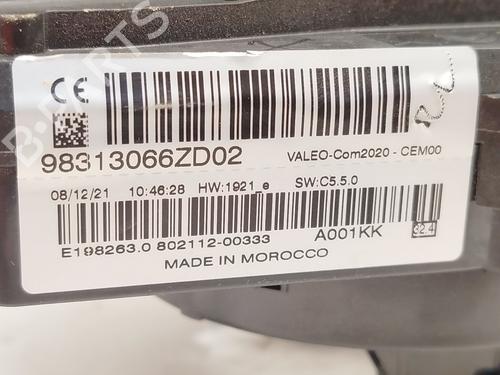 CE
98313066ZD02 VALEO-Com2020 - CEM00
08/12/21 10:46:28 HW:1921_e SW:C5.5.0
E198263.0 802112-00333 A001KK 32.4
MADE IN MOROCCO
B-PARTS